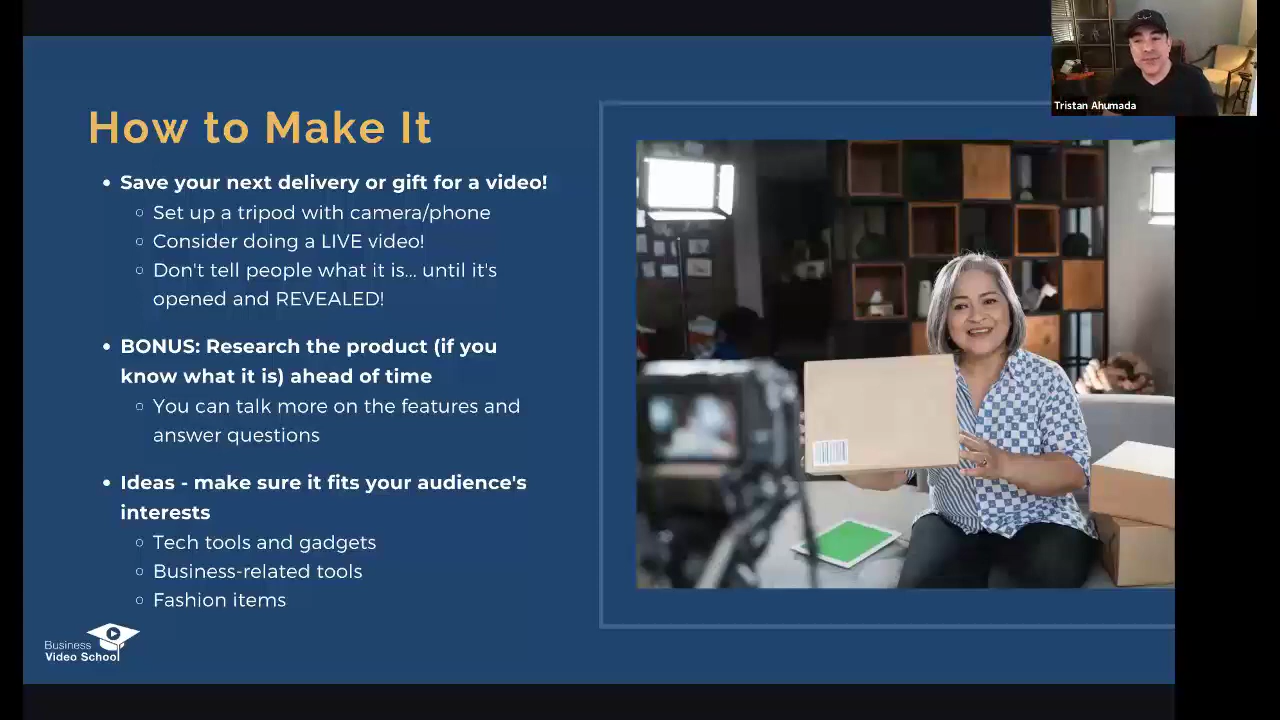 Tristan Ahumada
How to Make It
• Save your next delivery or gift for a video!
○ Set up a tripod with camera/phone
○ Consider doing a LIVE video!
○ Don't tell people what it is... until it's
opened and REVEALED!
• BONUS: Research the product (if you
know what it is) ahead of time
○ You can talk more on the features and
answer questions
• Ideas - make sure it fits your audience's
interests
○ Tech tools and gadgets
○ Business-related tools
○ Fashion items
Business
Video School